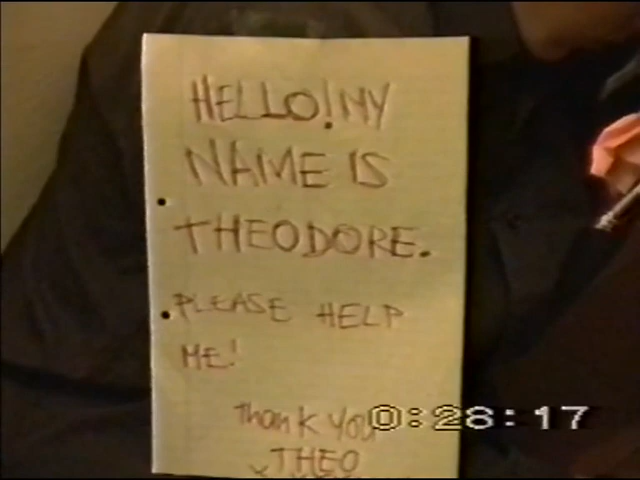 HELLO! MY
NAME IS
THEODORE.
PLEASE HELP
ME!
Thank you
THEO
0:28:17